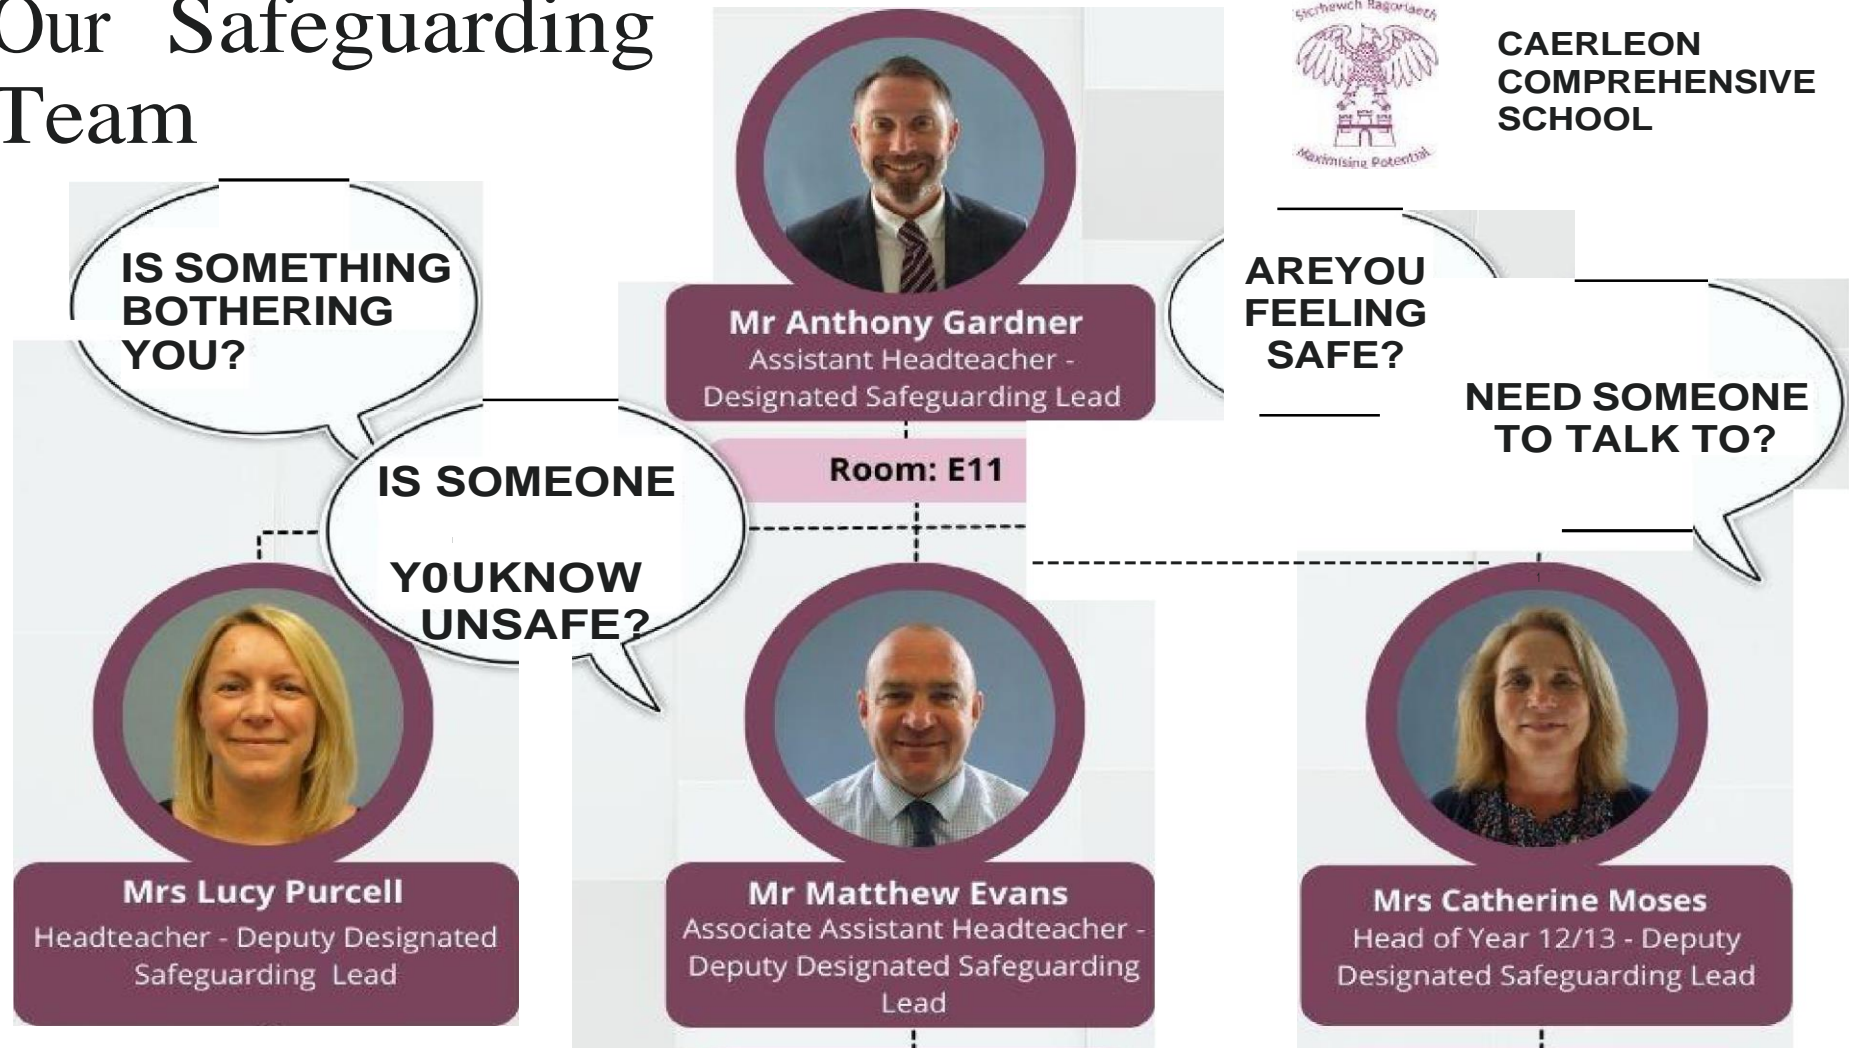 Our Safeguarding
Team
Sicrhewch Ragoriaeth
Maximising Potential
CAERLEON
COMPREHENSIVE
SCHOOL
IS SOMETHING
BOTHERING
YOU?
Mr Anthony Gardner
Assistant Headteacher -
Designated Safeguarding Lead
Room: E11
AREYOU
FEELING
SAFE?
NEED SOMEONE
TO TALK TO?
IS SOMEONE
Y0UKNOW
UNSAFE?
Mrs Lucy Purcell
Headteacher - Deputy Designated
Safeguarding Lead
Mr Matthew Evans
Associate Assistant Headteacher -
Deputy Designated Safeguarding
Lead
Mrs Catherine Moses
Head of Year 12/13 - Deputy
Designated Safeguarding Lead